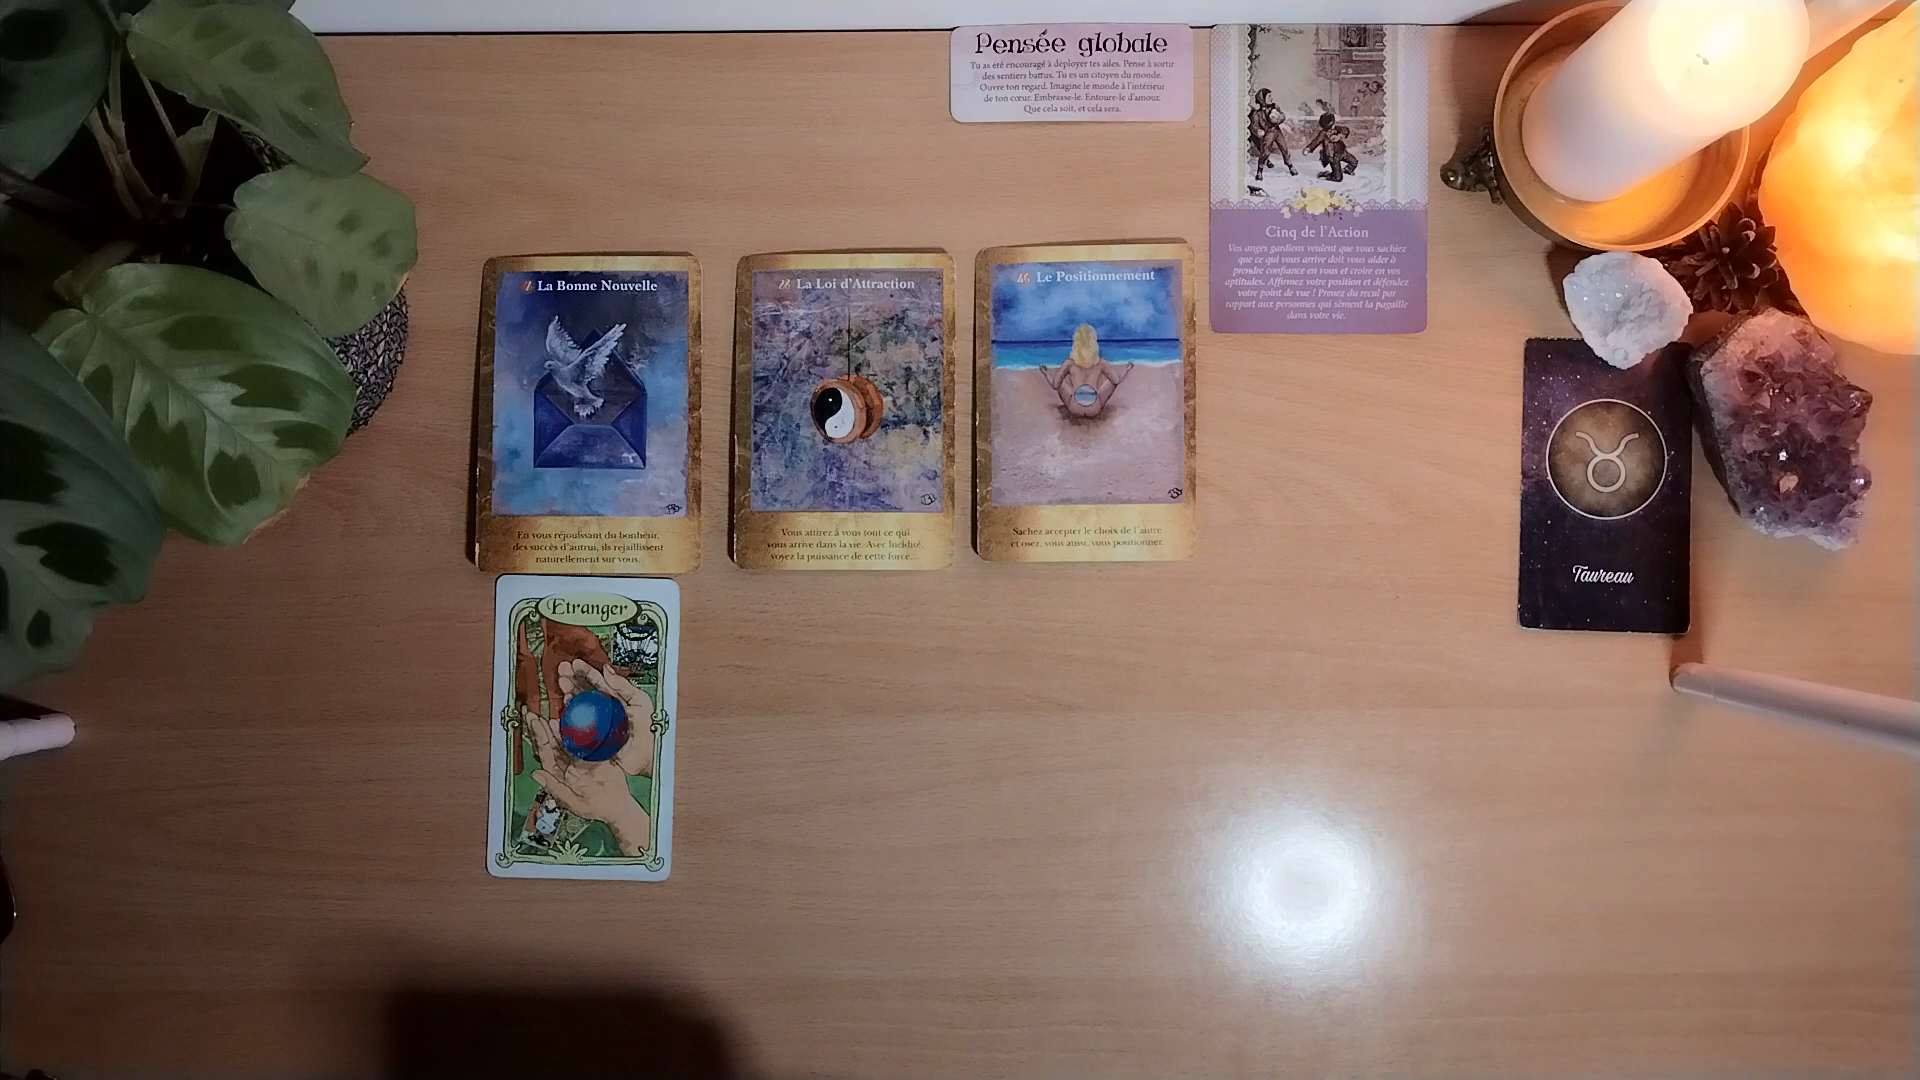 Pensée globale
Tu as été encouragé à déployer tes ailes. Pense à sortir
des sentiers battus. Tu es un citoyen du monde.
Ouvre ton regard. Imagine le monde à l'intérieur
de ton cœur. Embrasse-le. Entoure-le d'amour.
Que cela soit, et cela sera.
Cinq de l'Action
Vos anges gardiens veulent que vous sachiez
que ce qui vous arrive doit vous aider à
prendre confiance en vous et croire en vos
aptitudes. Affirmez votre position et défendez
votre point de vue ! Prenez du recul par
rapport aux personnes qui sèment la pagaille
dans votre vie.
1 La Bonne Nouvelle
En vous réjouissant du bonheur,
des succès d'autrui, ils rejaillissent
naturellement sur vous.
28 La Loi d'Attraction
Vous attirez à vous tout ce qui
vous arrive dans la vie. Avec lucidité,
voyez la puissance de cette force...
46 Le Positionnement
Sachez accepter le choix de l'autre
et osez, vous aussi, vous positionner.
Taureau
Etranger